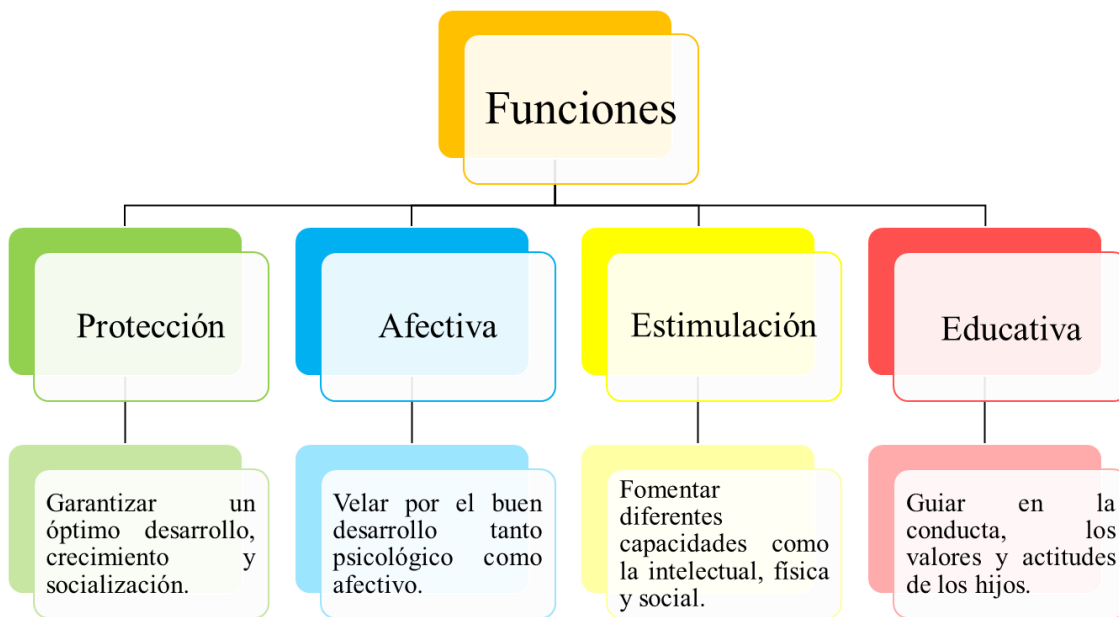 Funciones
Protección
Afectiva
Estimulación
Educativa
Garantizar un
óptimo desarrollo,
crecimiento y
socialización.
Velar por el buen
desarrollo tanto
psicológico como
afectivo.
Fomentar
diferentes
capacidades como
la intelectual, física
y social.
Guiar en la
conducta, los
valores y actitudes
de los hijos.